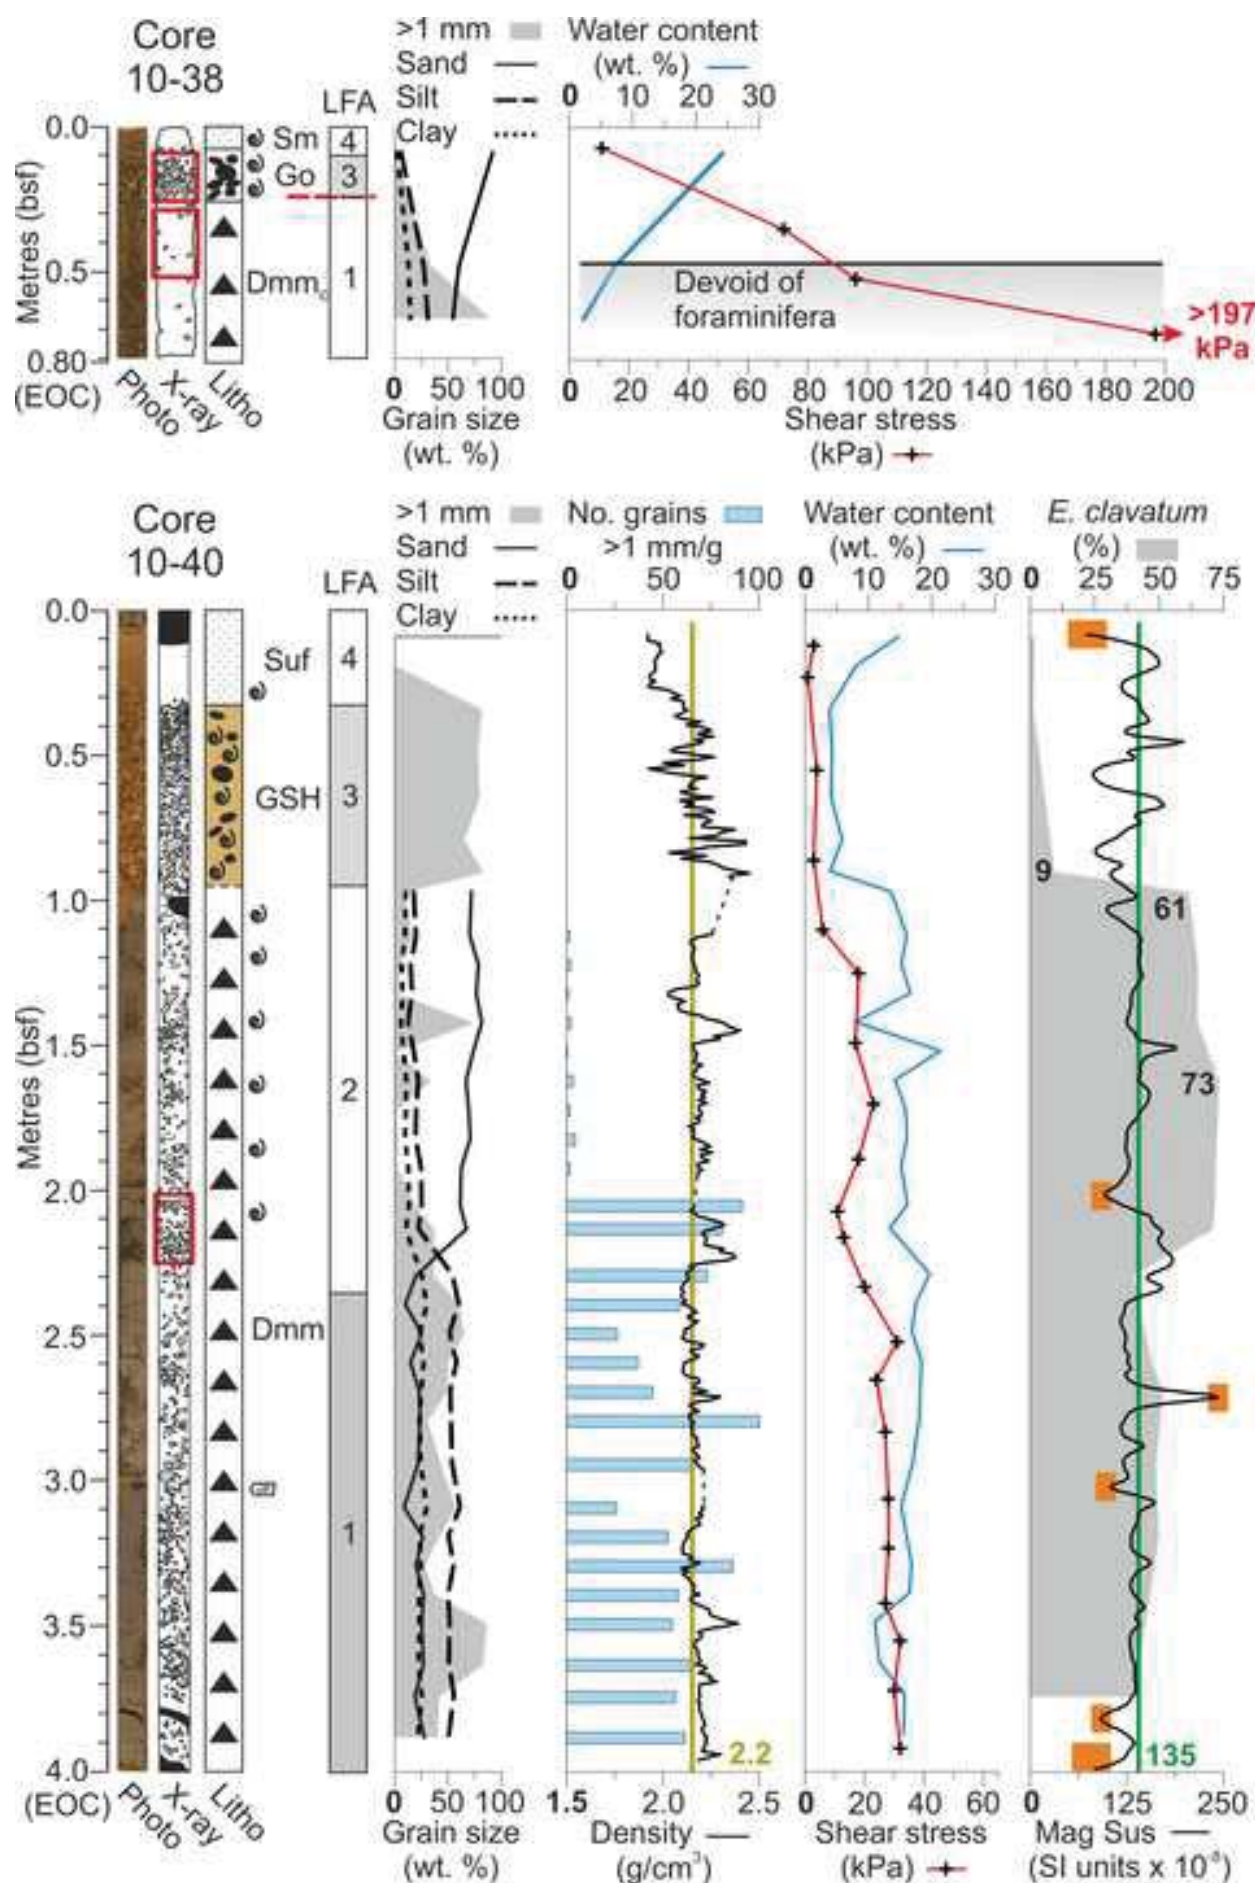 Core
10-38
LFA
>1 mm
Sand
Silt
Clay
Water content
(wt. %)
0 10 20 30
Metres (bsf)
0.0
0.5
0.80
(EOC)
Photo
X-ray
Litho
Sm
Go
Dmm
4
3
1
0 50 100
Grain size
(wt. %)
Devoid of
foraminifera
>197
kPa
0 20 40 60 80 100 120 140 160 180 200
Shear stress
(kPa)
Core
10-40
LFA
>1 mm
Sand
Silt
Clay
No. grains
>1 mm/g
0 50 100
Water content
(wt. %)
0 10 20 30
E. clavatum
(%)
0 25 50 75
Metres (bsf)
0.0
0.5
1.0
1.5
2.0
2.5
3.0
3.5
4.0
(EOC)
Photo
X-ray
Litho
Suf
GSH
Dmm
4
3
2
1
9
61
73
2.2
135
0 50 100
Grain size
(wt. %)
1.5 2.0 2.5
Density
(g/cm³)
0 20 40 60
Shear stress
(kPa)
0 125 250
Mag Sus
(SI units x 10⁻⁸)